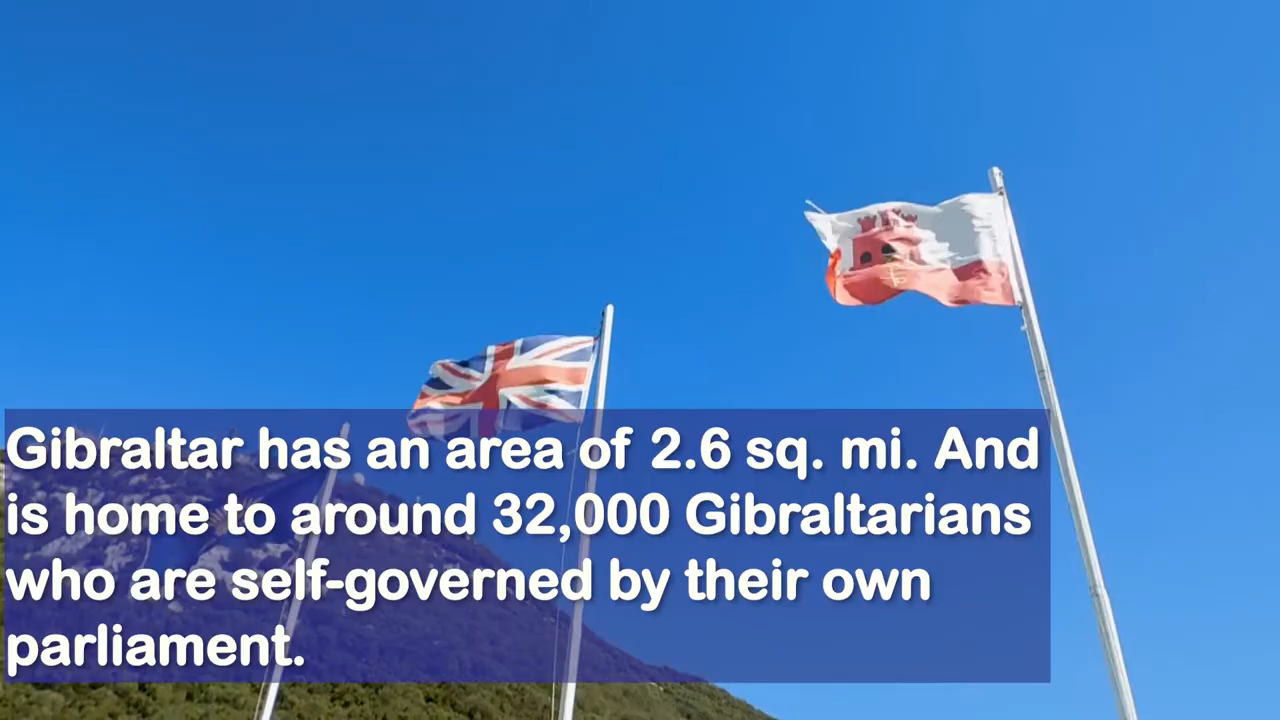 Gibraltar has an area of 2.6 sq. mi. And
is home to around 32,000 Gibraltarians
who are self-governed by their own
parliament.